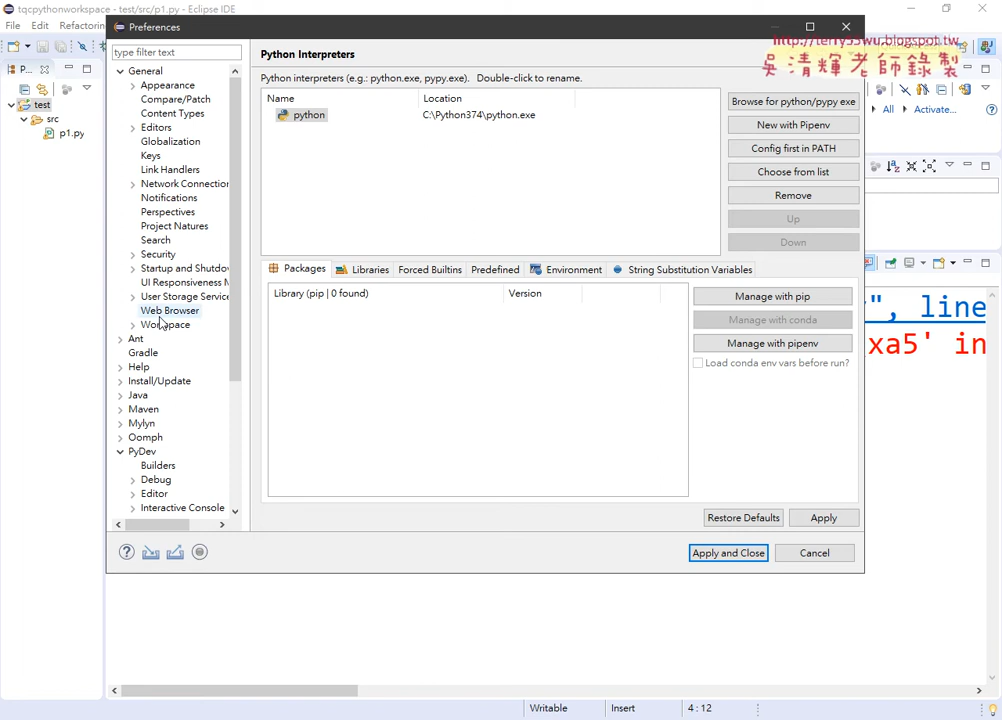 tqcpythonworkspace - test/src/p1.py - Eclipse IDE
File
Edit
Refactoring
P...
test
src
p1.py
Preferences
type filter text
General
Appearance
Compare/Patch
Content Types
Editors
Globalization
Keys
Link Handlers
Network Connection
Notifications
Perspectives
Project Natures
Search
Security
Startup and Shutdo
UI Responsiveness M
User Storage Service
Web Browser
Workspace
Ant
Gradle
Help
Install/Update
Java
Maven
Mylyn
Oomph
PyDev
Builders
Debug
Editor
Interactive Console
Python Interpreters
Python interpreters (e.g.: python.exe, pypy.exe). Double-click to rename.
Name Location
python C:\Python374\python.exe
Browse for python/pypy exe
New with Pipenv
Config first in PATH
Choose from list
Remove
Up
Down
Packages Libraries Forced Builtins Predefined Environment String Substitution Variables
Library (pip | 0 found) Version
Manage with pip
Manage with conda
Manage with pipenv
Load conda env vars before run?
Restore Defaults Apply
Apply and Close Cancel
http://terry55wu.blogspot.tw
吳清輝老師錄製
All Activate...
", line
xa5' in
Writable Insert 4 : 12